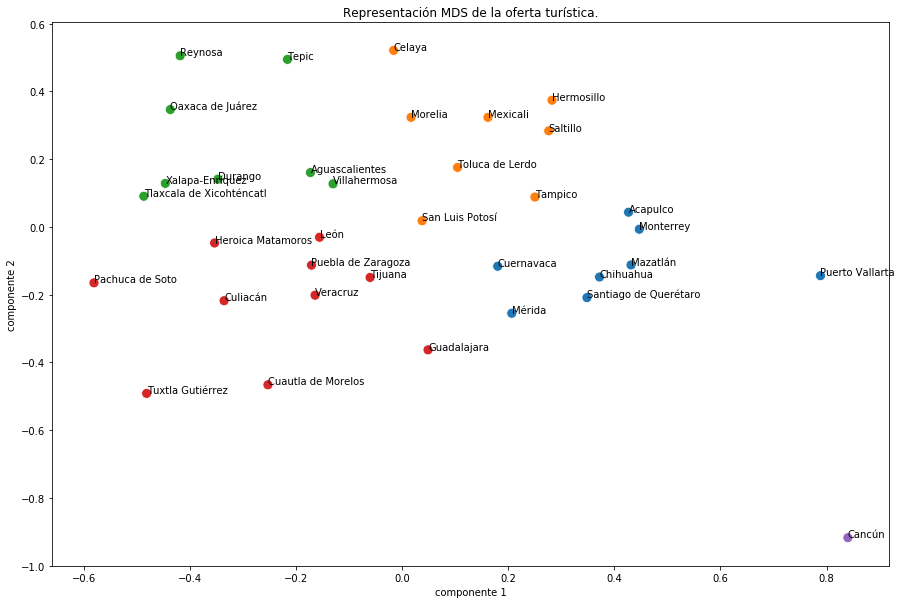 Representación MDS de la oferta turística.
0.6
0.4
0.2
0.0
−0.2
−0.4
−0.6
−0.8
−1.0
componente 2
Celaya
Reynosa
Tepic
Hermosillo
Oaxaca de Juárez
Morelia
Mexicali
Saltillo
Toluca de Lerdo
Aguascalientes
Durango
Xalapa-Enríquez
Villahermosa
Tlaxcala de Xicohténcatl
Tampico
Acapulco
San Luis Potosí
Monterrey
León
Heroica Matamoros
Puebla de Zaragoza
Cuernavaca
Mazatlán
Puerto Vallarta
Tijuana
Chihuahua
Pachuca de Soto
Veracruz
Santiago de Querétaro
Culiacán
Mérida
Guadalajara
Cuautla de Morelos
Tuxtla Gutiérrez
Cancún
−0.6
−0.4
−0.2
0.0
0.2
0.4
0.6
0.8
componente 1